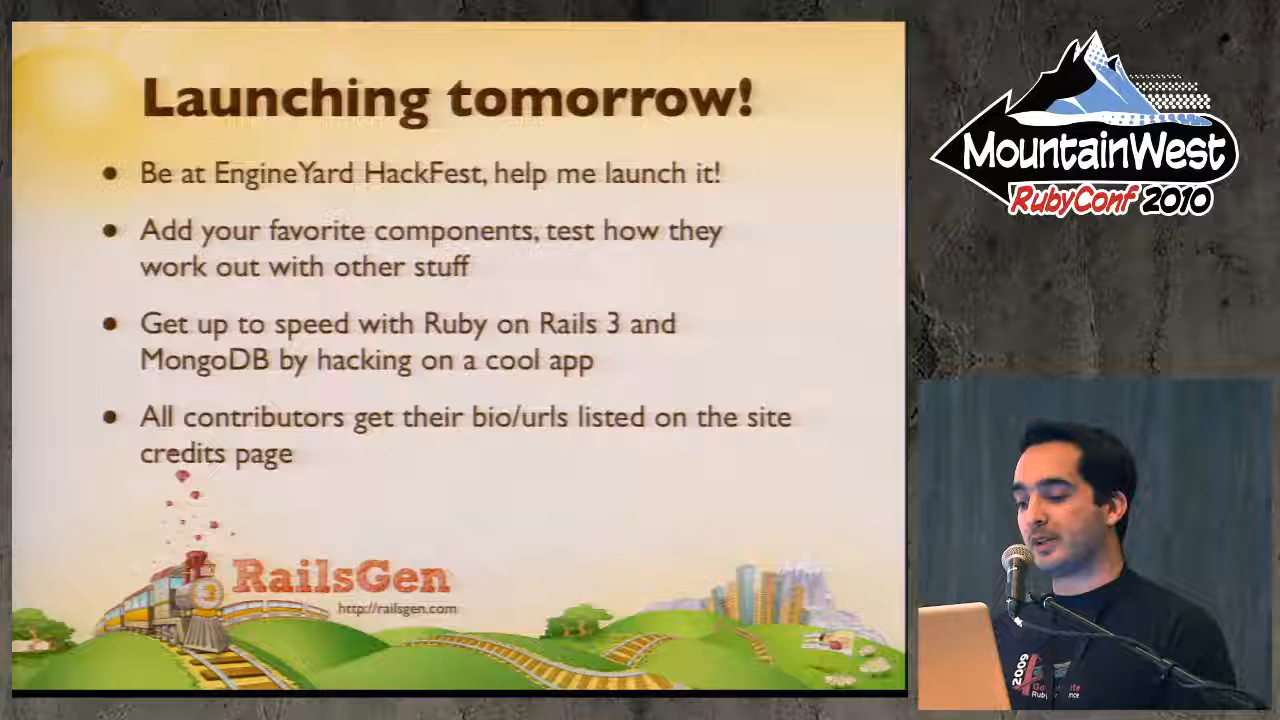 Launching tomorrow!
Be at EngineYard HackFest, help me launch it!
Add your favorite components, test how they
work out with other stuff
Get up to speed with Ruby on Rails 3 and
MongoDB by hacking on a cool app
All contributors get their bio/urls listed on the site
credits page
RailsGen
http://railsgen.com
3
MountainWest
RubyConf 2010
2009